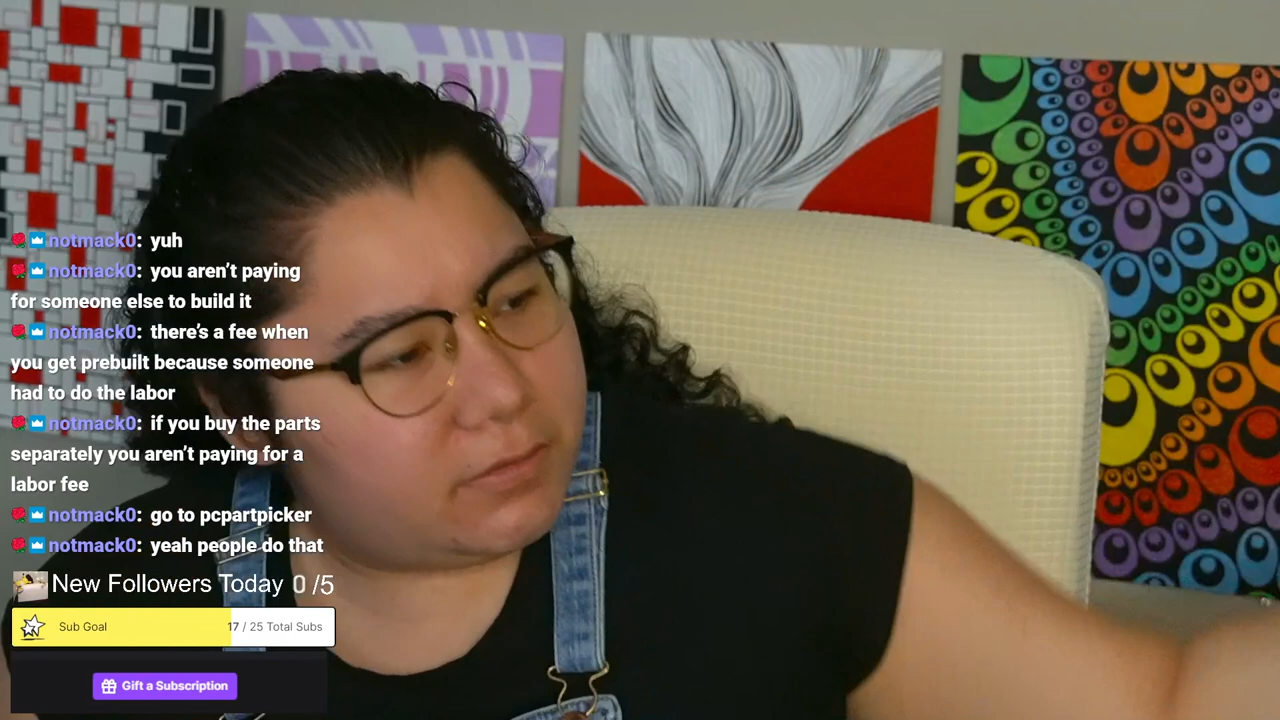 notmack0: yuh
notmack0: you aren't paying
for someone else to build it
notmack0: there's a fee when
you get prebuilt because someone
had to do the labor
notmack0: if you buy the parts
separately you aren't paying for a
labor fee
notmack0: go to pcpartpicker
notmack0: yeah people do that
New Followers Today 0 /5
Sub Goal 17 / 25 Total Subs
Gift a Subscription